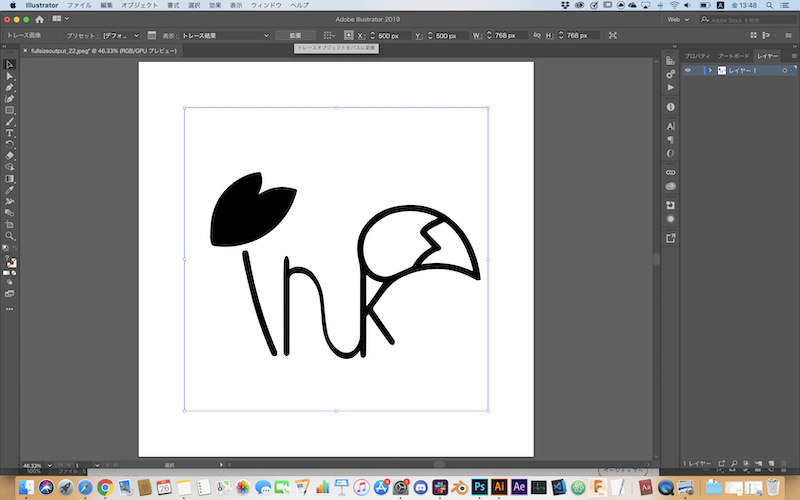 Illustrator ファイル 編集 オブジェクト 書式 選択 効果 表示 ウィンドウ ヘルプ
金 13:48
Adobe Illustrator 2019
Web
Adobe Stock を検索
トレース画像 プリセット: [デフォ... 表示: トレース結果 拡張 X: 500 px Y: 500 px W: 768 px H: 768 px
トレースオブジェクトをパスに変換
× fullsizeoutput_22.jpeg* @ 46.33% (RGB/GPU プレビュー)
プロパティ アートボード レイヤー
レイヤー 1
ink
46.33% 1 選択
1 レイヤー
100%